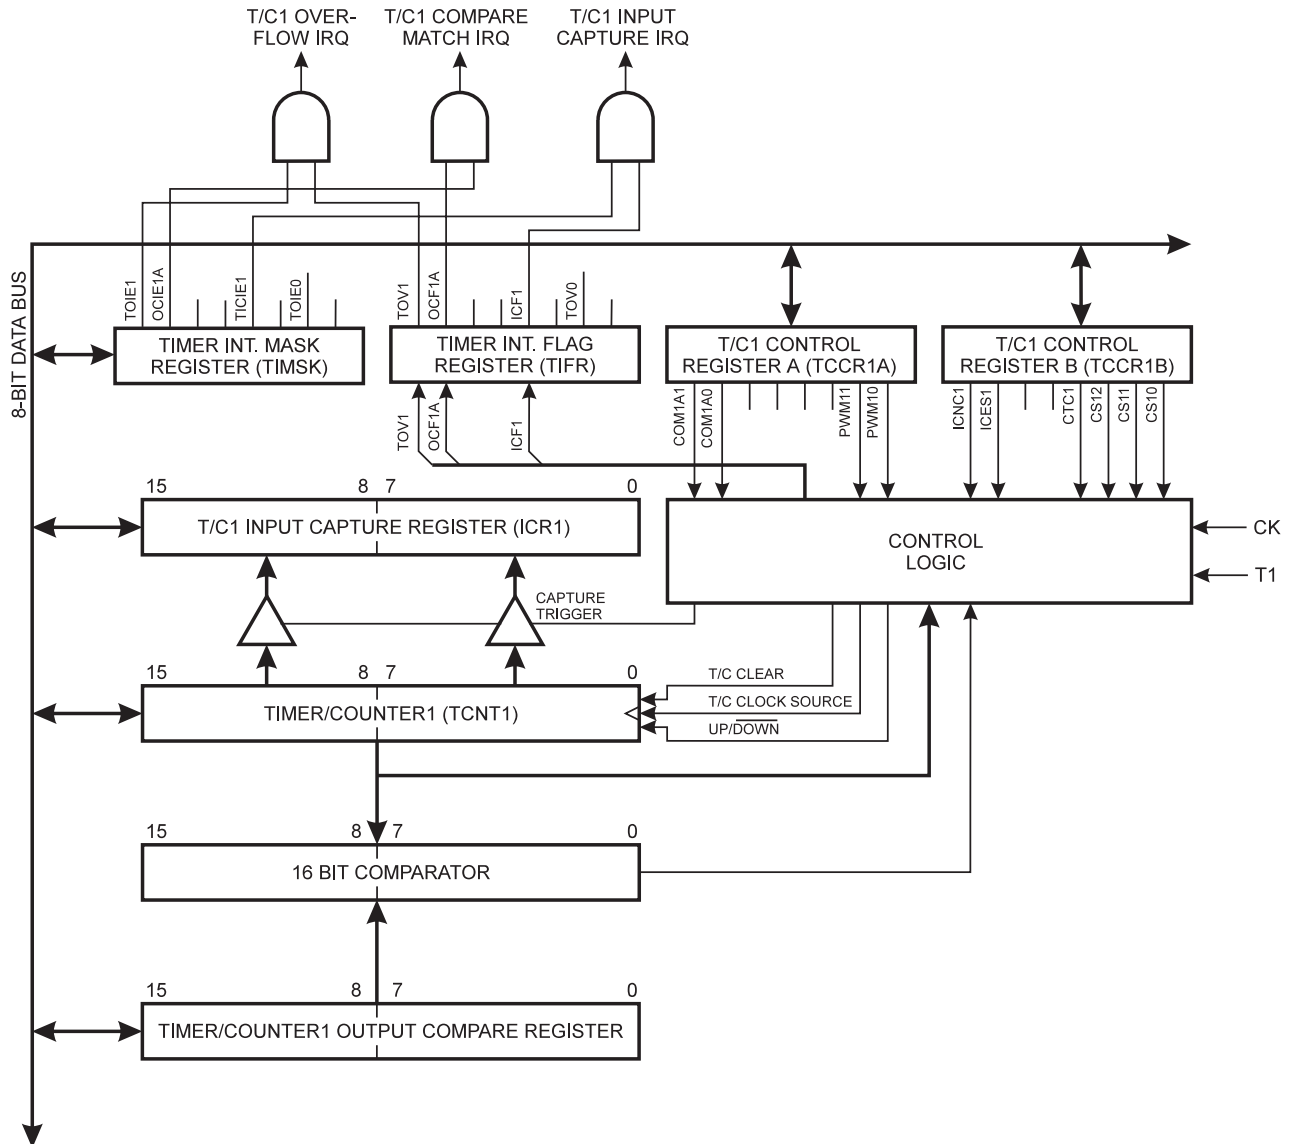 T/C1 OVER-
FLOW IRQ
T/C1 COMPARE
MATCH IRQ
T/C1 INPUT
CAPTURE IRQ
8-BIT DATA BUS
TOIE1
OCIE1A
TICIE1
TOIE0
TOV1
OCF1A
ICF1
TOV0
TIMER INT. MASK
REGISTER (TIMSK)
TIMER INT. FLAG
REGISTER (TIFR)
T/C1 CONTROL
REGISTER A (TCCR1A)
T/C1 CONTROL
REGISTER B (TCCR1B)
TOV1
OCF1A
ICF1
COM1A1
COM1A0
PWM11
PWM10
ICNC1
ICES1
CTC1
CS12
CS11
CS10
15 8 7 0
T/C1 INPUT CAPTURE REGISTER (ICR1)
CONTROL
LOGIC
CK
T1
CAPTURE
TRIGGER
15 8 7 0
TIMER/COUNTER1 (TCNT1)
T/C CLEAR
T/C CLOCK SOURCE
UP/DOWN
15 8 7 0
16 BIT COMPARATOR
15 8 7 0
TIMER/COUNTER1 OUTPUT COMPARE REGISTER